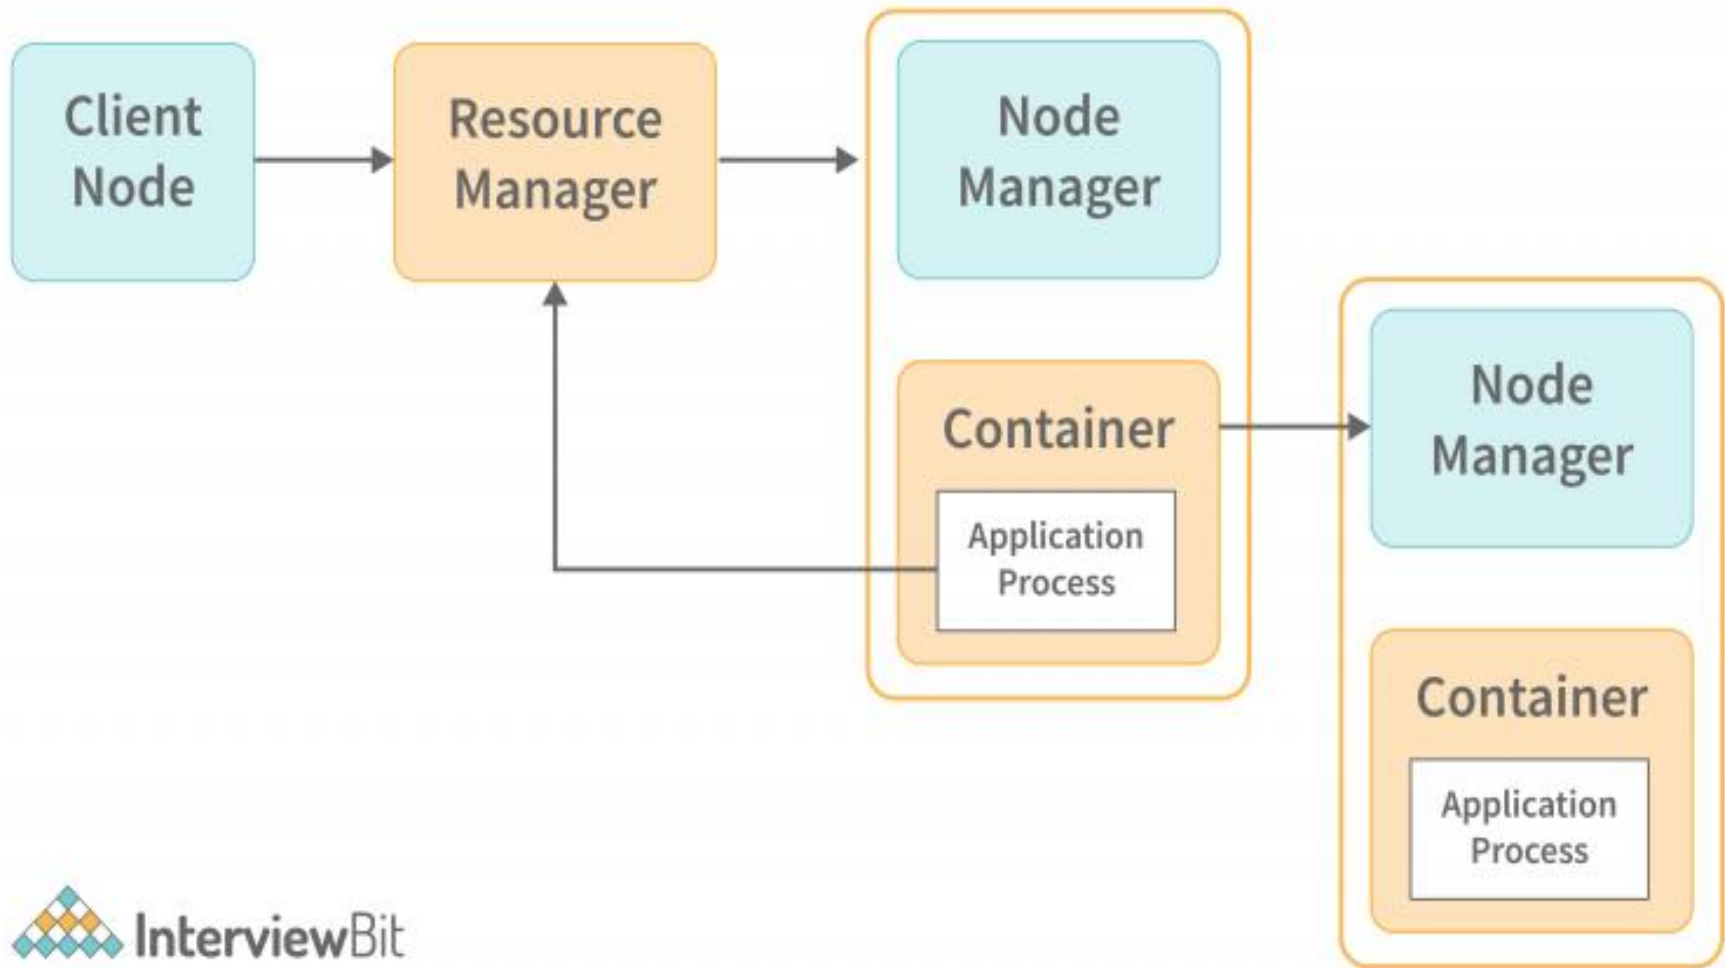 Client
Node
Resource
Manager
Node
Manager
Container
Application
Process
Node
Manager
Container
Application
Process
InterviewBit